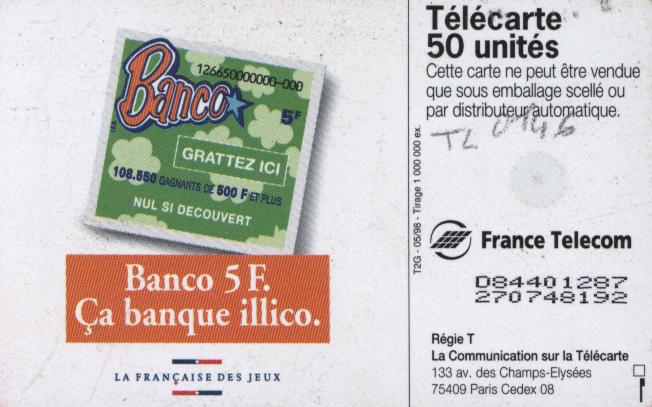 Banco
126650000000-000
5F
GRATTEZ ICI
108.550 GAGNANTS DE 500 F ET PLUS
NUL SI DECOUVERT
Banco 5 F.
Ça banque illico.
LA FRANÇAISE DES JEUX
Télécarte
50 unités
Cette carte ne peut être vendue
que sous emballage scellé ou
par distributeur automatique.
TL 0146
T2G - 05/98 - Tirage 1 000 000 ex.
France Telecom
D84401287
270748192
Régie T
La Communication sur la Télécarte
133 av. des Champs-Elysées
75409 Paris Cedex 08